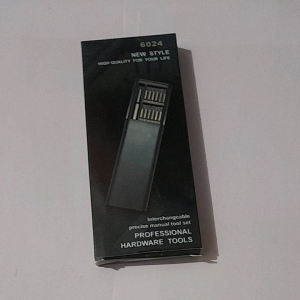 6024
NEW STYLE
HIGH-QUALITY FOR YOUR LIFE
Interchangeable
precise manual tool set
PROFESSIONAL
HARDWARE TOOLS